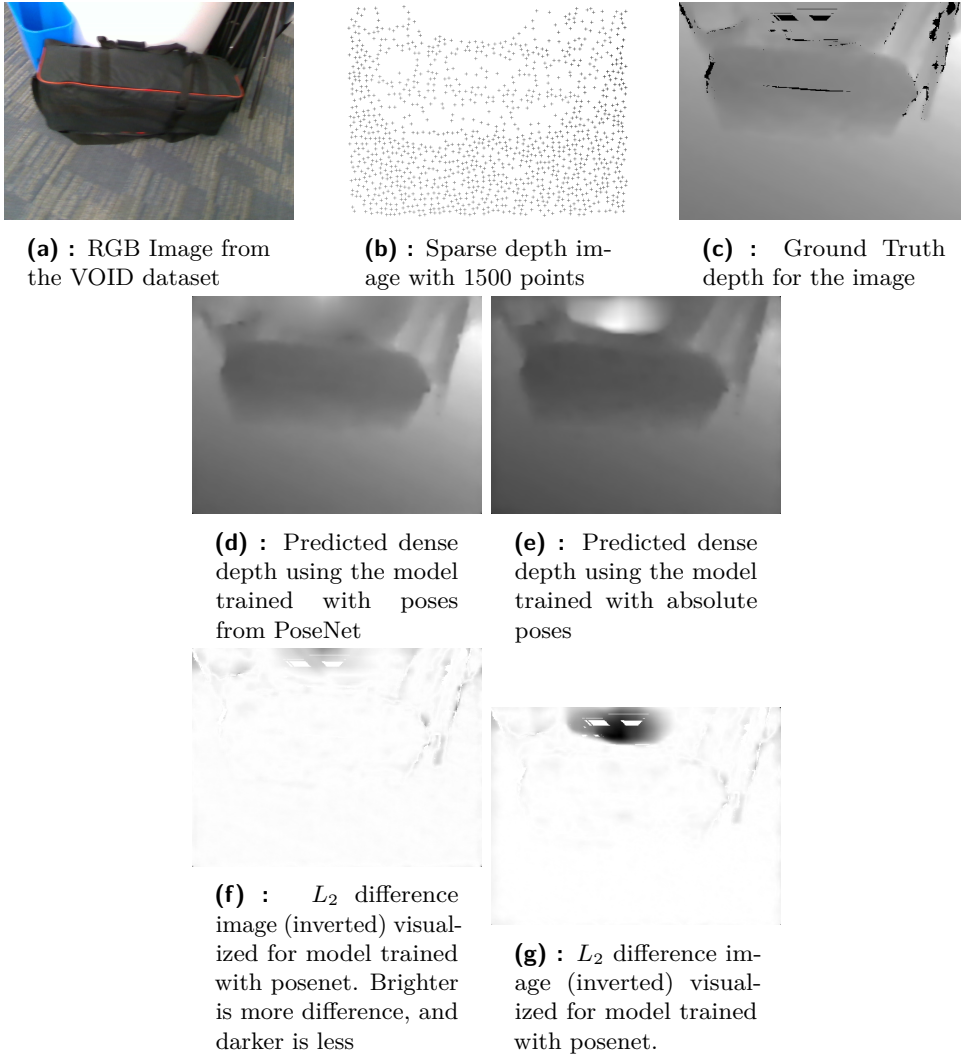 (a) : RGB Image from
the VOID dataset
(b) : Sparse depth im-
age with 1500 points
(c) : Ground Truth
depth for the image
(d) : Predicted dense
depth using the model
trained with poses
from PoseNet
(e) : Predicted dense
depth using the model
trained with absolute
poses
(f) : L₂ difference
image (inverted) visual-
ized for model trained
with posenet. Brighter
is more difference, and
darker is less
(g) : L₂ difference im-
age (inverted) visual-
ized for model trained
with posenet.